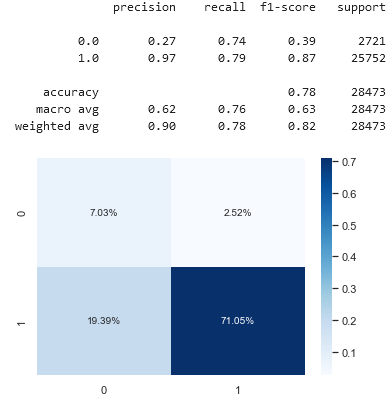 precision recall f1-score support
0.0 0.27 0.74 0.39 2721
1.0 0.97 0.79 0.87 25752
accuracy 0.78 28473
macro avg 0.62 0.76 0.63 28473
weighted avg 0.90 0.78 0.82 28473
0.7
0.6
0.5
0.4
0.3
0.2
0.1
0 7.03% 2.52%
1 19.39% 71.05%
0 1